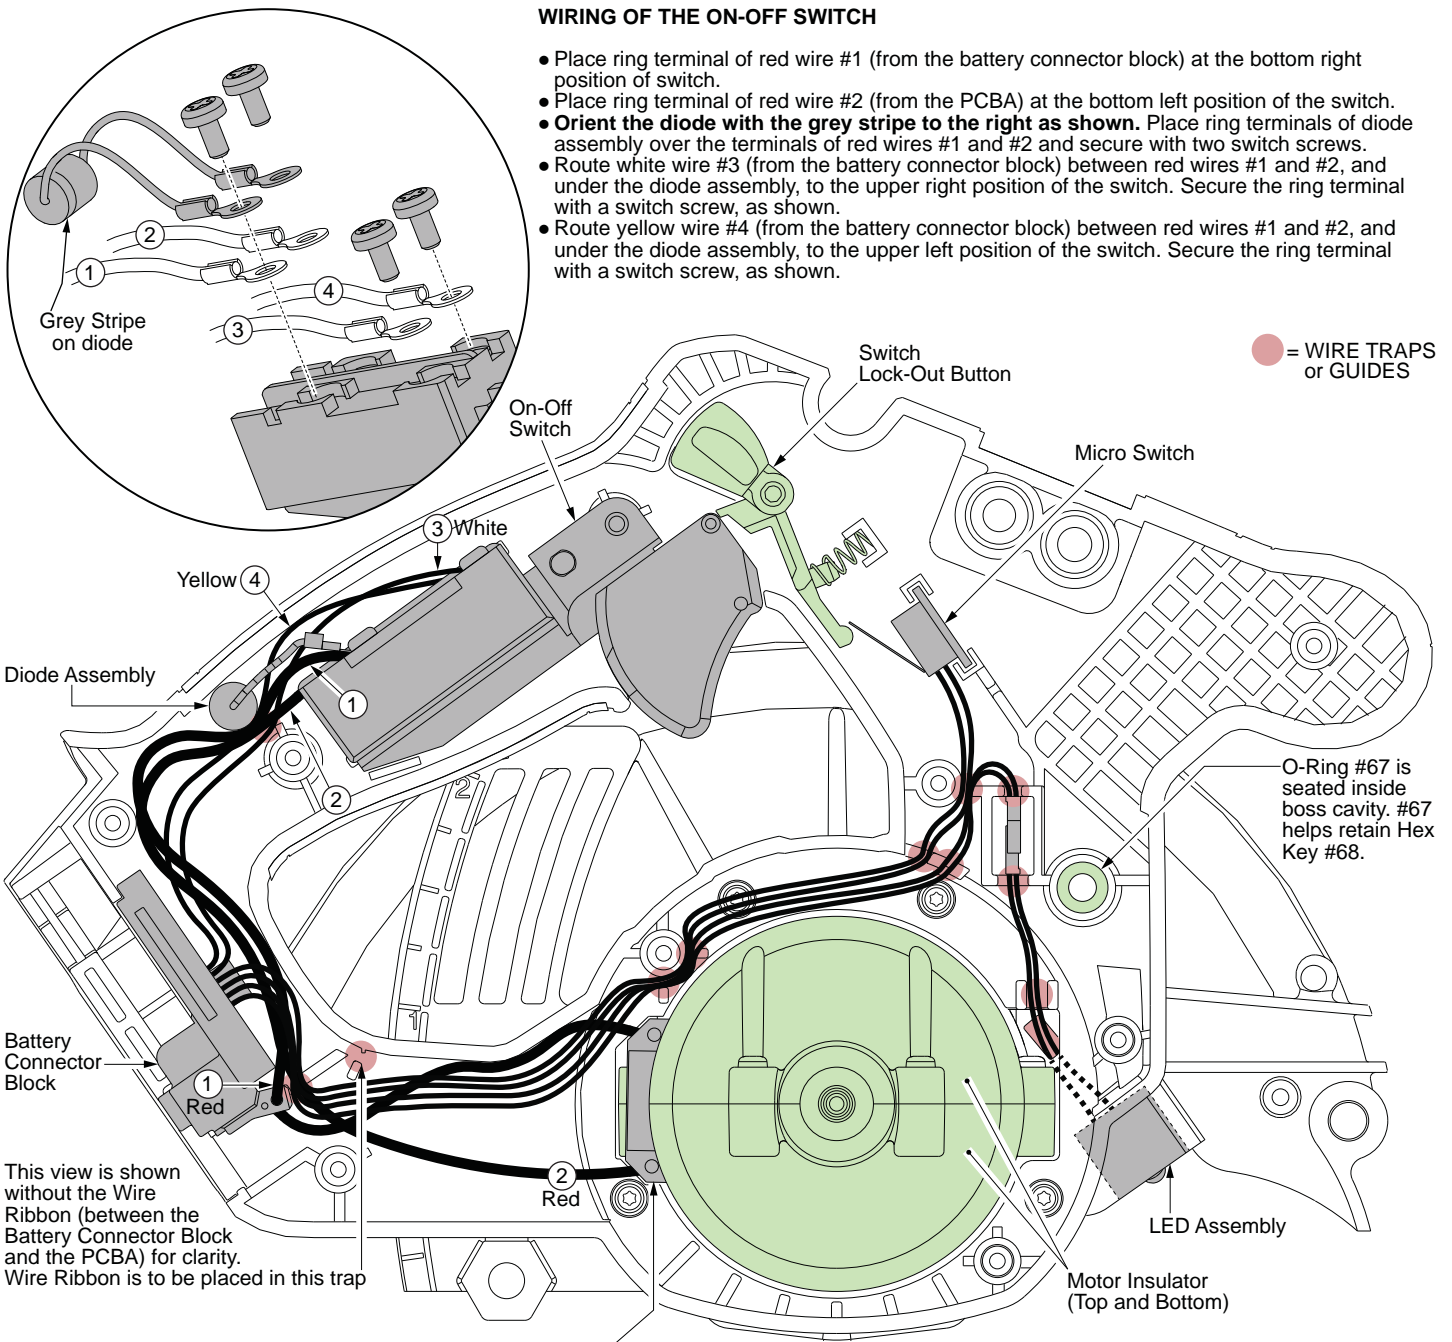 WIRING OF THE ON-OFF SWITCH
● Place ring terminal of red wire #1 (from the battery connector block) at the bottom right
position of switch.
● Place ring terminal of red wire #2 (from the PCBA) at the bottom left position of the switch.
● Orient the diode with the grey stripe to the right as shown. Place ring terminals of diode
assembly over the terminals of red wires #1 and #2 and secure with two switch screws.
● Route white wire #3 (from the battery connector block) between red wires #1 and #2, and
under the diode assembly, to the upper right position of the switch. Secure the ring terminal
with a switch screw, as shown.
● Route yellow wire #4 (from the battery connector block) between red wires #1 and #2, and
under the diode assembly, to the upper left position of the switch. Secure the ring terminal
with a switch screw, as shown.
2
1
4
3
Grey Stripe
on diode
= WIRE TRAPS
or GUIDES
Switch
Lock-Out Button
On-Off
Switch
Micro Switch
3 White
Yellow 4
Diode Assembly
1
2
2
1
O-Ring #67 is
seated inside
boss cavity. #67
helps retain Hex
Key #68.
Battery
Connector
Block
1
Red
2
Red
This view is shown
without the Wire
Ribbon (between the
Battery Connector Block
and the PCBA) for clarity.
Wire Ribbon is to be placed in this trap
LED Assembly
Motor Insulator
(Top and Bottom)